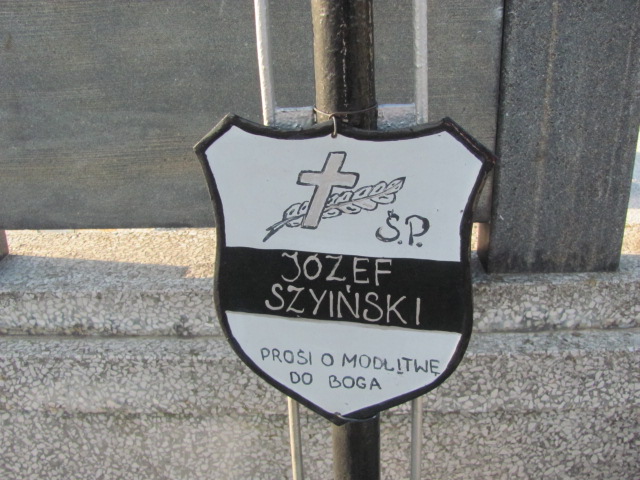 Ś.P.
JÓZEF
SZYIŃSKI
PROSI O MODLITWĘ
DO BOGA